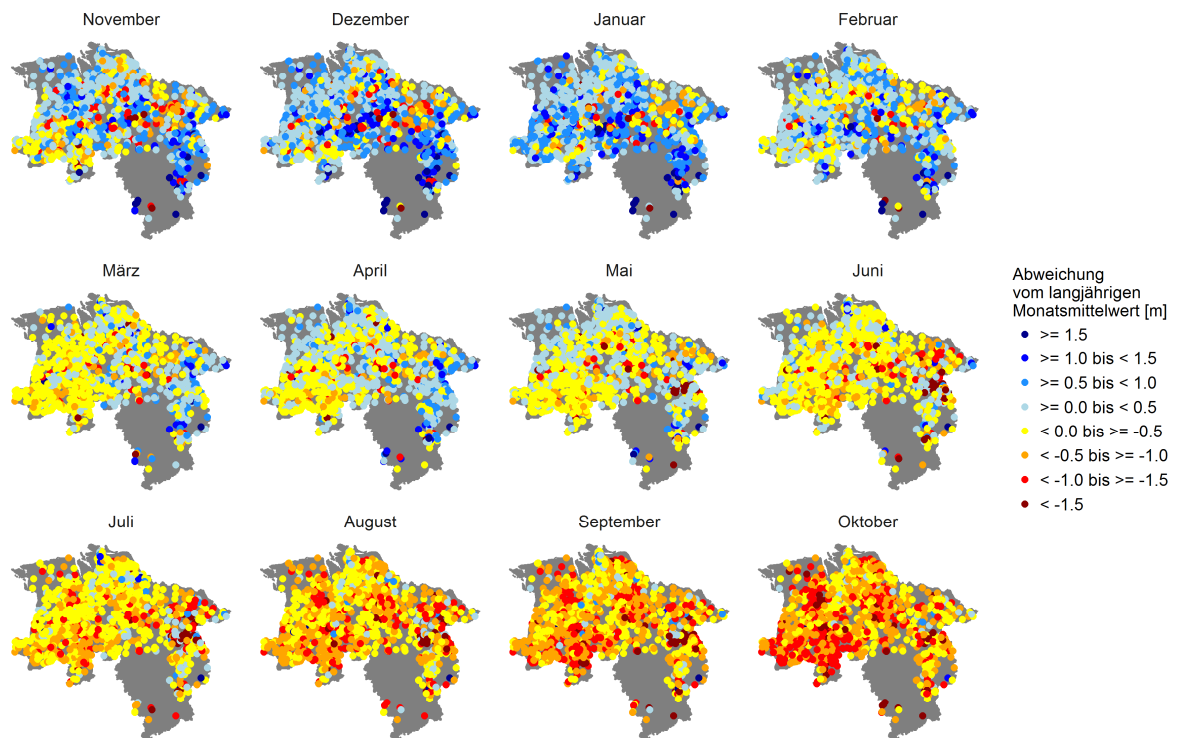 November
Dezember
Januar
Februar
März
April
Mai
Juni
Abweichung
vom langjährigen
Monatsmittelwert [m]
>= 1.5
>= 1.0 bis < 1.5
>= 0.5 bis < 1.0
>= 0.0 bis < 0.5
< 0.0 bis >= -0.5
< -0.5 bis >= -1.0
< -1.0 bis >= -1.5
< -1.5
Juli
August
September
Oktober